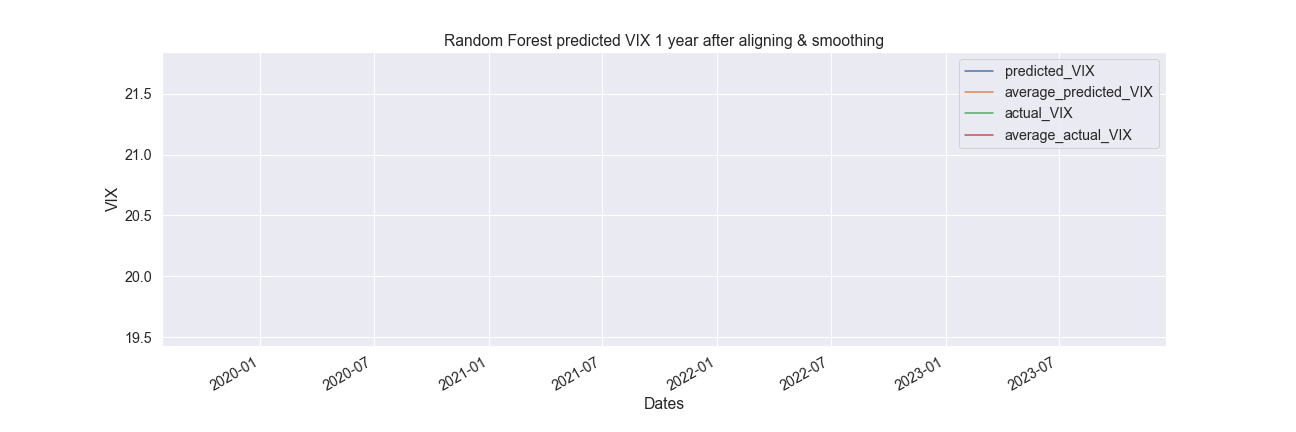 Random Forest predicted VIX 1 year after aligning & smoothing
predicted_VIX
average_predicted_VIX
actual_VIX
average_actual_VIX
21.5
21.0
20.5
20.0
19.5
VIX
2020-01
2020-07
2021-01
2021-07
2022-01
2022-07
2023-01
2023-07
Dates